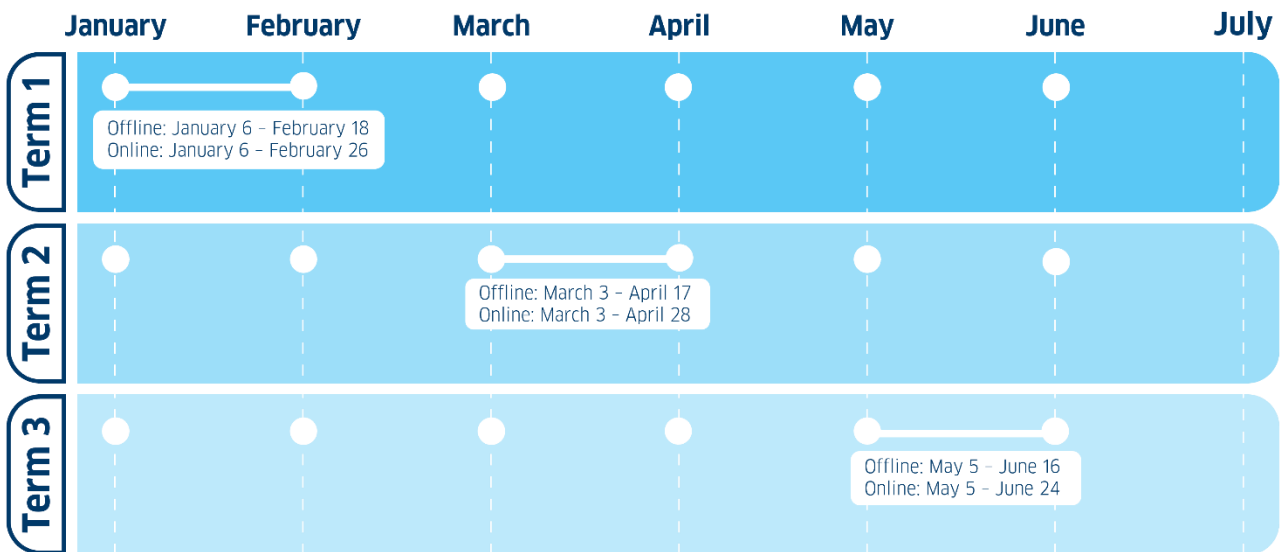 January February March April May June July
Term 1
Offline: January 6 - February 18
Online: January 6 - February 26
Term 2
Offline: March 3 - April 17
Online: March 3 - April 28
Term 3
Offline: May 5 - June 16
Online: May 5 - June 24